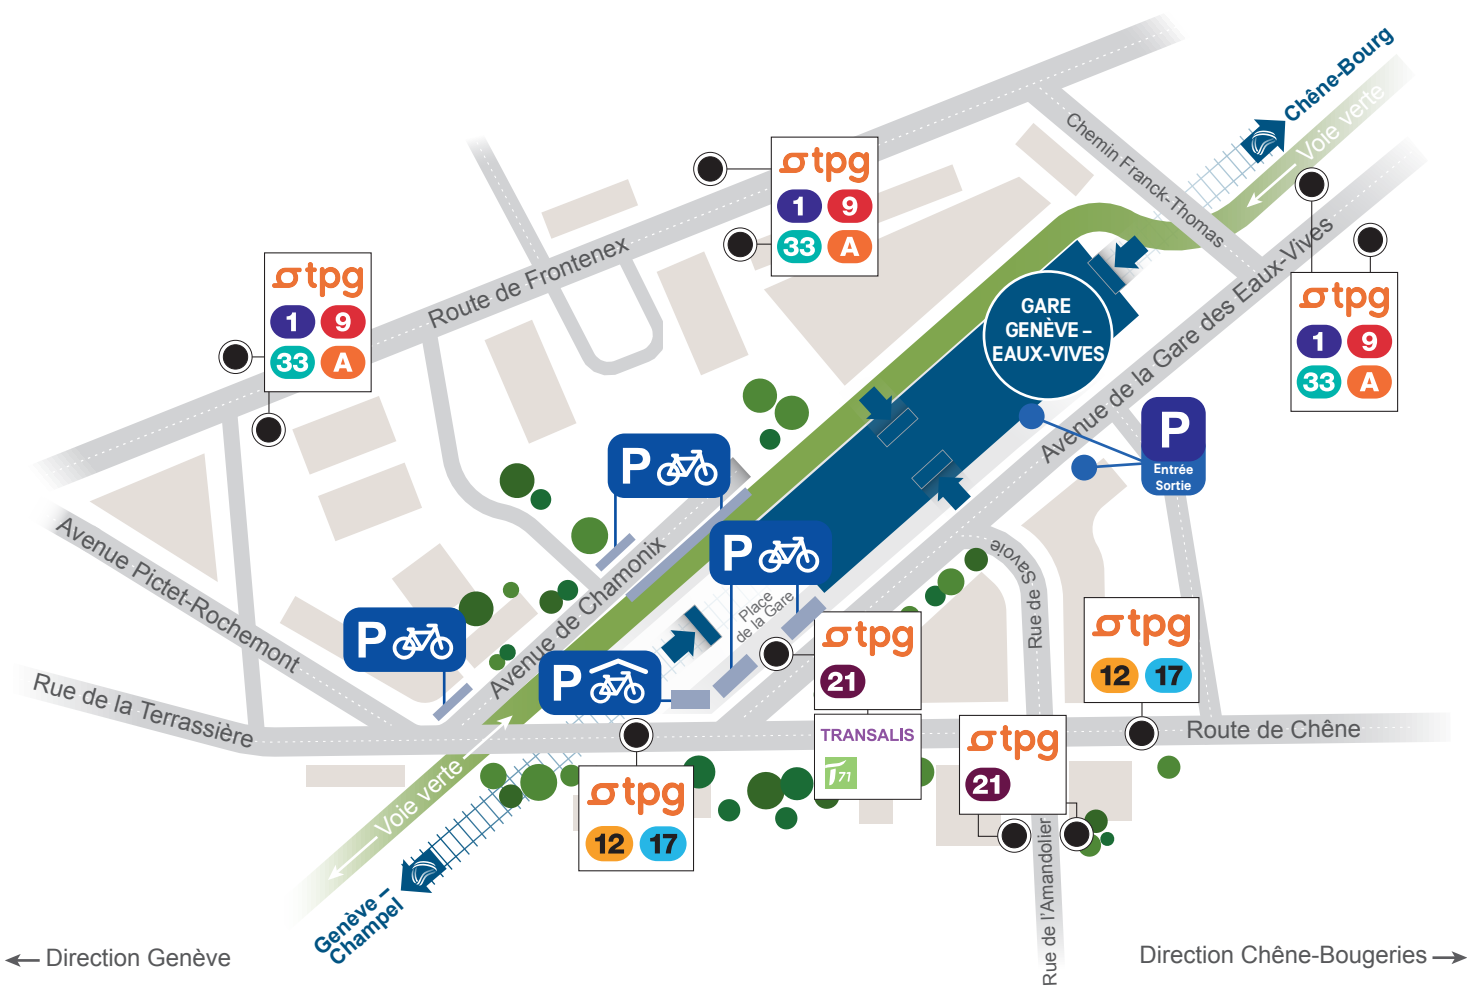 Chêne-Bourg
Voie verte
Chemin Franck-Thomas
tpg
1 9
33 A
Route de Frontenex
tpg
1 9
33 A
GARE
GENÈVE –
EAUX-VIVES
Avenue de la Gare des Eaux-Vives
tpg
1 9
33 A
P
Entrée
Sortie
P
P
P
P
Avenue de Chamonix
Place
de la Gare
Rue de Savoie
Avenue Pictet-Rochemont
Rue de la Terrassière
tpg
21
TRANSALIS
T71
tpg
12 17
tpg
21
Route de Chêne
tpg
12 17
Voie verte
Genève –
Champel
Rue de l'Amandolier
Direction Genève
Direction Chêne-Bougeries